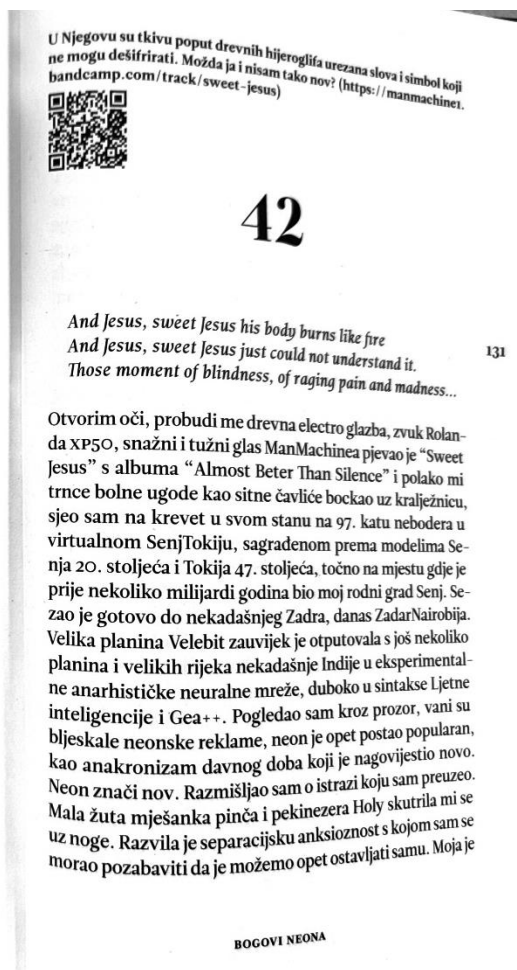 U Njegovu su tkivu poput drevnih hijeroglifa urezana slova i simbol koji
ne mogu dešifrirati. Možda ja i nisam tako nov? (https://manmachine1.
bandcamp.com/track/sweet-jesus)
42
And Jesus, sweet Jesus his body burns like fire
And Jesus, sweet Jesus just could not understand it.
Those moment of blindness, of raging pain and madness...
131
Otvorim oči, probudi me drevna electro glazba, zvuk Rolan-
da XP50, snažni i tužni glas ManMachinea pjevao je “Sweet
Jesus” s albuma “Almost Beter Than Silence” i polako mi
trnce bolne ugode kao sitne čavliće bockao uz kralježnicu,
sjeo sam na krevet u svom stanu na 97. katu nebodera u
virtualnom SenjTokiju, sagrađenom prema modelima Se-
nja 20. stoljeća i Tokija 47. stoljeća, točno na mjestu gdje je
prije nekoliko milijardi godina bio moj rodni grad Senj. Se-
zao je gotovo do nekadašnjeg Zadra, danas ZadarNairobija.
Velika planina Velebit zauvijek je otputovala s još nekoliko
planina i velikih rijeka nekadašnje Indije u eksperimental-
ne anarhističke neuralne mreže, duboko u sintakse Ljetne
inteligencije i Gea++. Pogledao sam kroz prozor, vani su
bljeskale neonske reklame, neon je opet postao popularan,
kao anakronizam davnog doba koji je nagovijestio novo.
Neon znači nov. Razmišljao sam o istrazi koju sam preuzeo.
Mala žuta mješanka pinča i pekinezera Holy skutrila mi se
uz noge. Razvila je separacijsku anksioznost s kojom sam se
morao pozabaviti da je možemo opet ostavljati samu. Moja je
BOGOVI NEONA